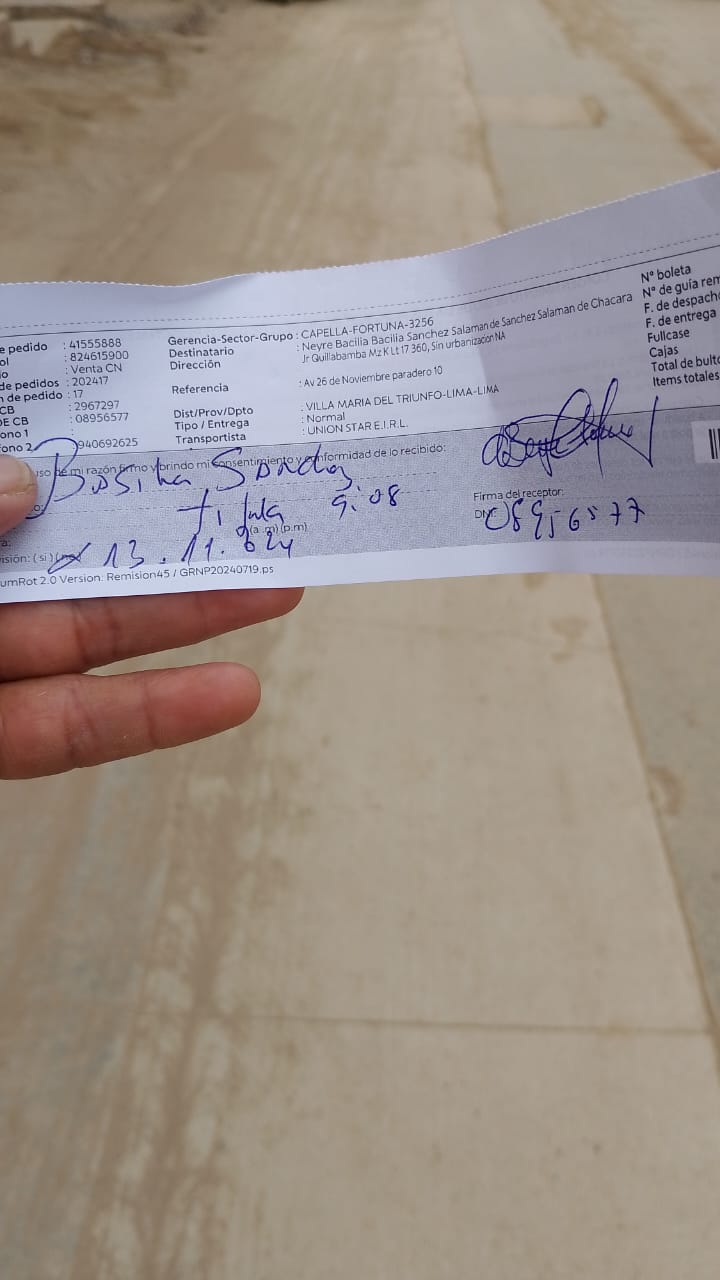 e pedido : 41555888 Gerencia-Sector-Grupo : CAPELLA-FORTUNA-3256 N° boleta
ol : 824615900 Destinatario : Neyre Bacilia Bacilia Sanchez Salaman de Sanchez Salaman de Chacara N° de guía rem
o : Venta CN Dirección Jr Quillabamba Mz K Lt 17 360, Sin urbanizacion NA F. de despach
de pedidos : 202417 F. de entrega
n de pedido : 17 Referencia : Av 26 de Noviembre paradero 10 Fullcase
CB : 2967297 Cajas
DE CB : 08956577 Dist/Prov/Dpto : VILLA MARIA DEL TRIUNFO-LIMA-LIMA Total de bult
ono 1 : Tipo / Entrega : Normal Items totales
ono 2 940692625 Transportista : UNION STAR E.I.R.L.
uso de mi razón firmo y brindo mi consentimiento y conformidad de lo recibido:
9:08
(a.m) (p.m)
Firma del receptor:
DNI: 08956577
isión: ( si ) (no) 13.11.024
umRot 2.0 Version: Remision45 / GRNP20240719.ps